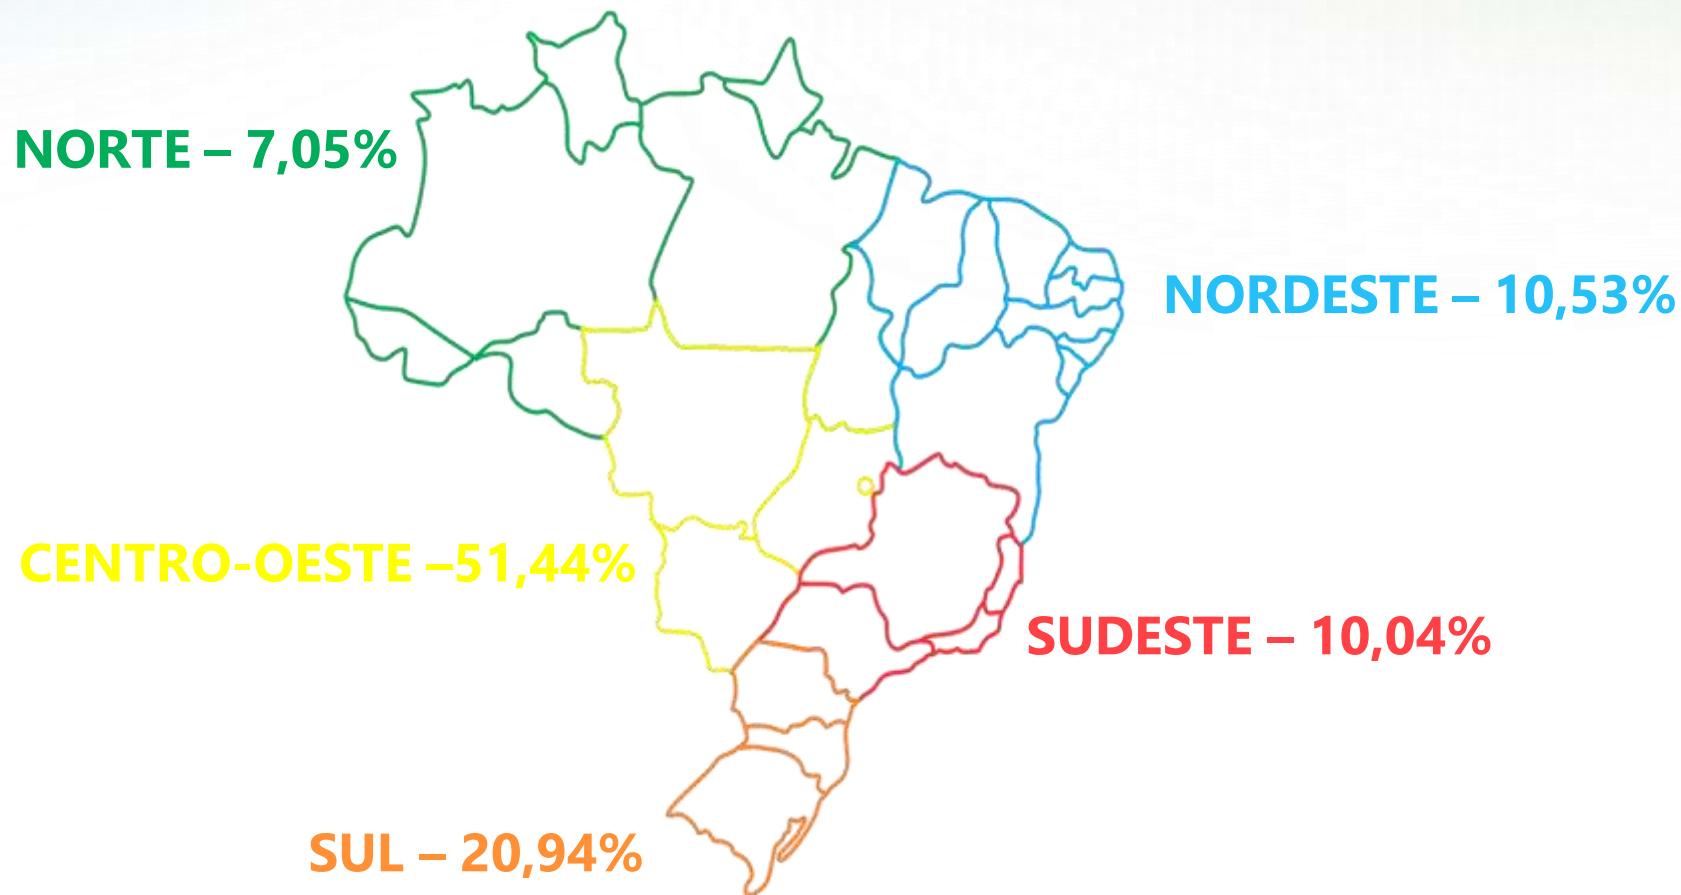 NORTE – 7,05%
NORDESTE – 10,53%
CENTRO-OESTE –51,44%
SUDESTE – 10,04%
SUL – 20,94%